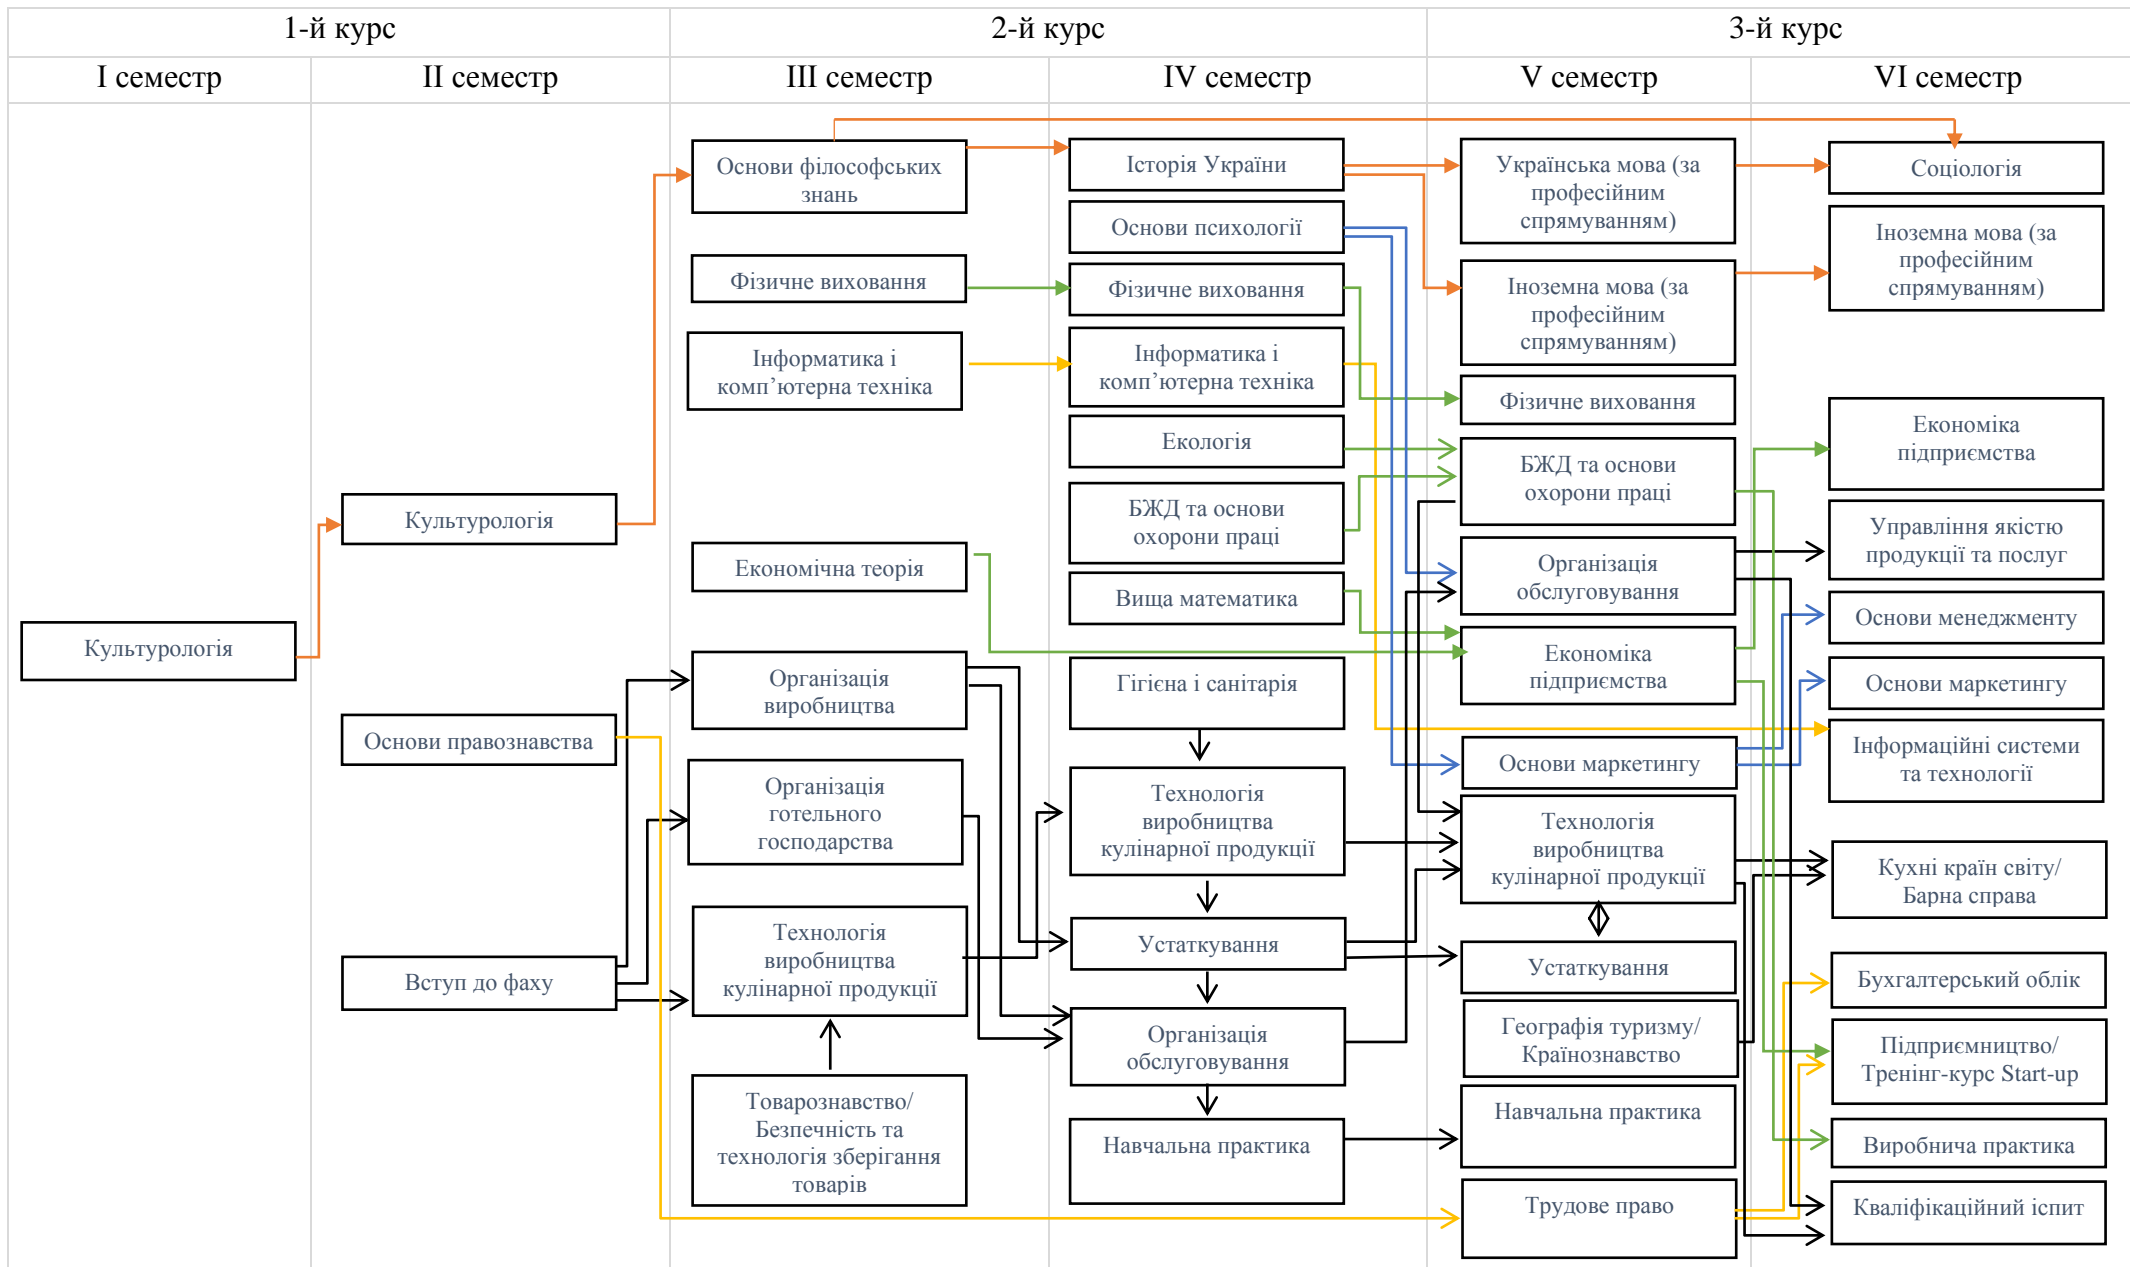 1-й курс
2-й курс
3-й курс
I семестр
II семестр
III семестр
IV семестр
V семестр
VI семестр
Культурологія
Культурологія
Основи правознавства
Вступ до фаху
Основи філософських
знань
Фізичне виховання
Інформатика і
комп’ютерна техніка
Економічна теорія
Організація
виробництва
Організація
готельного
господарства
Технологія
виробництва
кулінарної продукції
Товарознавство/
Безпечність та
технологія зберігання
товарів
Історія України
Основи психології
Фізичне виховання
Інформатика і
комп’ютерна техніка
Екологія
БЖД та основи
охорони праці
Вища математика
Гігієна і санітарія
Технологія
виробництва
кулінарної продукції
Устаткування
Організація
обслуговування
Навчальна практика
Українська мова (за
професійним
спрямуванням)
Іноземна мова (за
професійним
спрямуванням)
Фізичне виховання
БЖД та основи
охорони праці
Організація
обслуговування
Економіка
підприємства
Основи маркетингу
Технологія
виробництва
кулінарної продукції
Устаткування
Географія туризму/
Країнознавство
Навчальна практика
Трудове право
Соціологія
Іноземна мова (за
професійним
спрямуванням)
Економіка
підприємства
Управління якістю
продукції та послуг
Основи менеджменту
Основи маркетингу
Інформаційні системи
та технології
Кухні країн світу/
Барна справа
Бухгалтерський облік
Підприємництво/
Тренінг-курс Start-up
Виробнича практика
Кваліфікаційний іспит